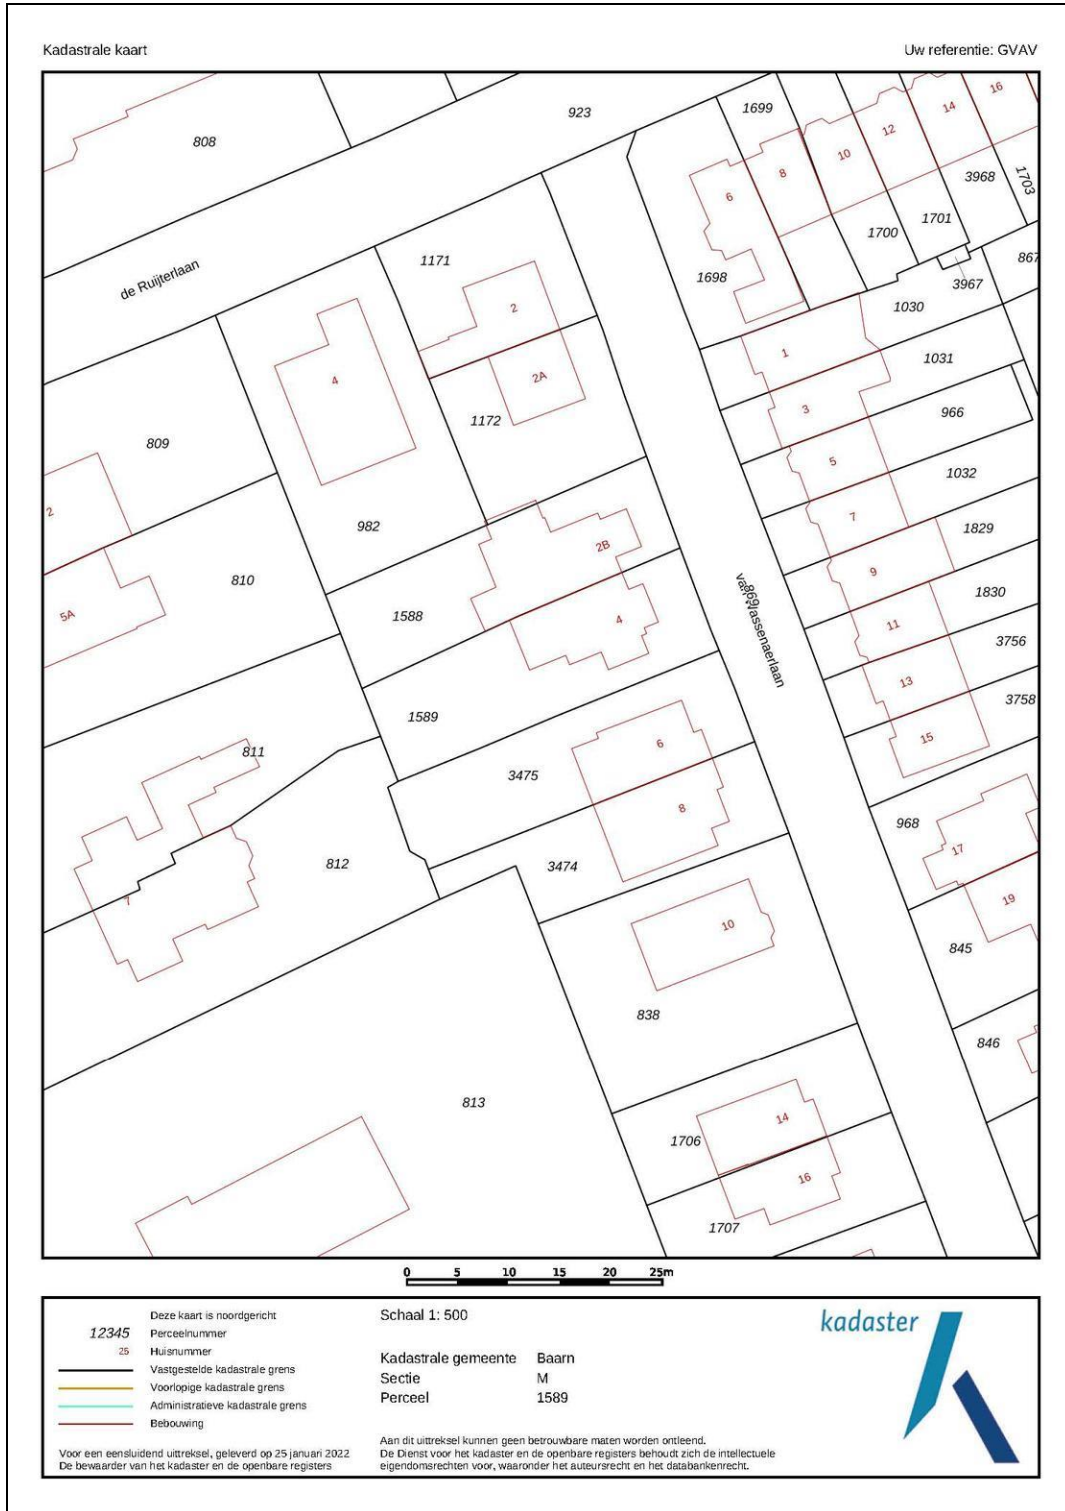 Kadastrale kaart
Uw referentie: GVAV
808
923
1699
8
10
12
14
16
6
3968
1703
1701
1700
1698
867
3967
1030
de Ruijterlaan
1171
2
4
2A
1172
1
1031
3
966
5
1032
7
1829
9
1830
11
3756
13
3758
15
809
2
982
810
5A
1588
2B
4
1589
869
van Wassenaerlaan
811
3475
6
8
968
17
19
812
3474
7
10
845
838
846
813
1706
14
16
1707
0 5 10 15 20 25m
Deze kaart is noordgericht
12345 Perceelnummer
25 Huisnummer
Vastgestelde kadastrale grens
Voorlopige kadastrale grens
Administratieve kadastrale grens
Bebouwing
Voor een eensluidend uittreksel, geleverd op 25 januari 2022
De bewaarder van het kadaster en de openbare registers
Schaal 1: 500
Kadastrale gemeente Baarn
Sectie M
Perceel 1589
Aan dit uittreksel kunnen geen betrouwbare maten worden ontleend.
De Dienst voor het kadaster en de openbare registers behoudt zich de intellectuele
eigendomsrechten voor, waaronder het auteursrecht en het databankenrecht.
kadaster